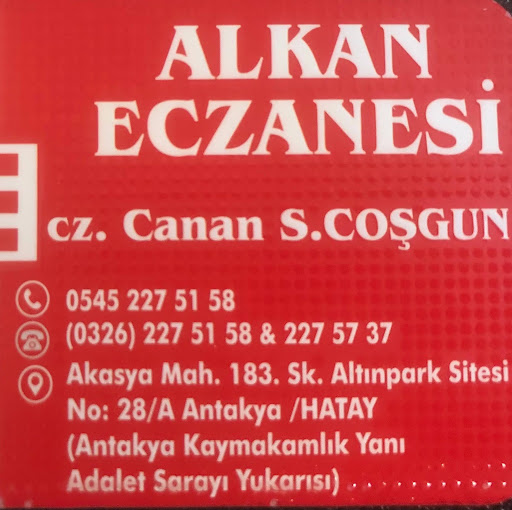 ALKAN
ECZANESİ
Ecz. Canan S.COŞGUN
0545 227 51 58
(0326) 227 51 58 & 227 57 37
Akasya Mah. 183. Sk. Altınpark Sitesi
No: 28/A Antakya /HATAY
(Antakya Kaymakamlık Yanı
Adalet Sarayı Yukarısı)